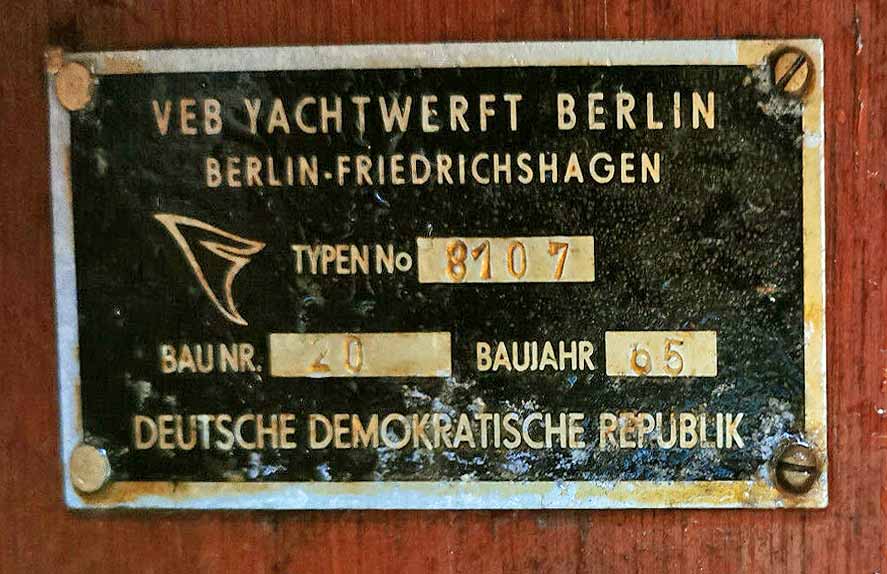 VEB YACHTWERFT BERLIN
BERLIN-FRIEDRICHSHAGEN
TYPEN No 8107
BAU NR. 20 BAUJAHR 65
DEUTSCHE DEMOKRATISCHE REPUBLIK